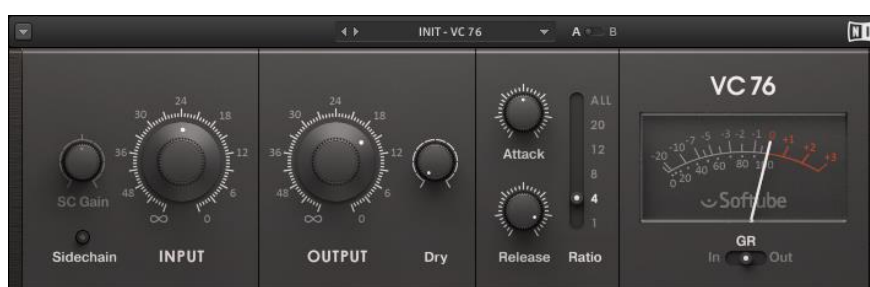 INIT - VC 76
A B
VC 76
24
30 18
36 12
48 6
∞ 0
SC Gain
Sidechain
INPUT
24
30 18
36 12
48 6
∞ 0
OUTPUT
Dry
Attack
Release
ALL
20
12
8
4
1
Ratio
-20 -10 -7 -5 -3 -2 -1 0 +1 +2 +3
0 20 40 60 80 100
Softube
GR
In Out